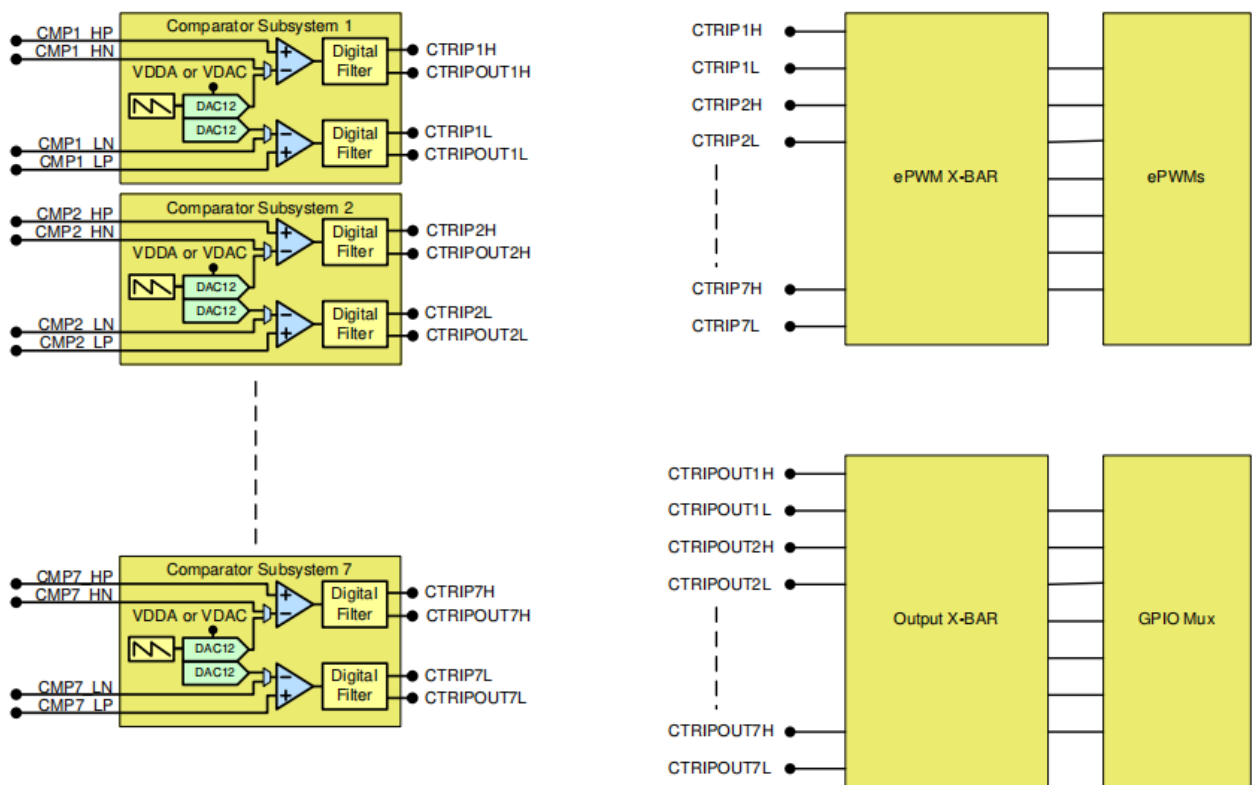 Comparator Subsystem 1
CMP1_HP
CMP1_HN
VDDA or VDAC
DAC12
DAC12
Digital
Filter
CTRIP1H
CTRIPOUT1H
CMP1_LN
CMP1_LP
Digital
Filter
CTRIP1L
CTRIPOUT1L
Comparator Subsystem 2
CMP2_HP
CMP2_HN
VDDA or VDAC
DAC12
DAC12
Digital
Filter
CTRIP2H
CTRIPOUT2H
CMP2_LN
CMP2_LP
Digital
Filter
CTRIP2L
CTRIPOUT2L
Comparator Subsystem 7
CMP7_HP
CMP7_HN
VDDA or VDAC
DAC12
DAC12
Digital
Filter
CTRIP7H
CTRIPOUT7H
CMP7_LN
CMP7_LP
Digital
Filter
CTRIP7L
CTRIPOUT7L
CTRIP1H
CTRIP1L
CTRIP2H
CTRIP2L
CTRIP7H
CTRIP7L
ePWM X-BAR
ePWMs
CTRIPOUT1H
CTRIPOUT1L
CTRIPOUT2H
CTRIPOUT2L
CTRIPOUT7H
CTRIPOUT7L
Output X-BAR
GPIO Mux